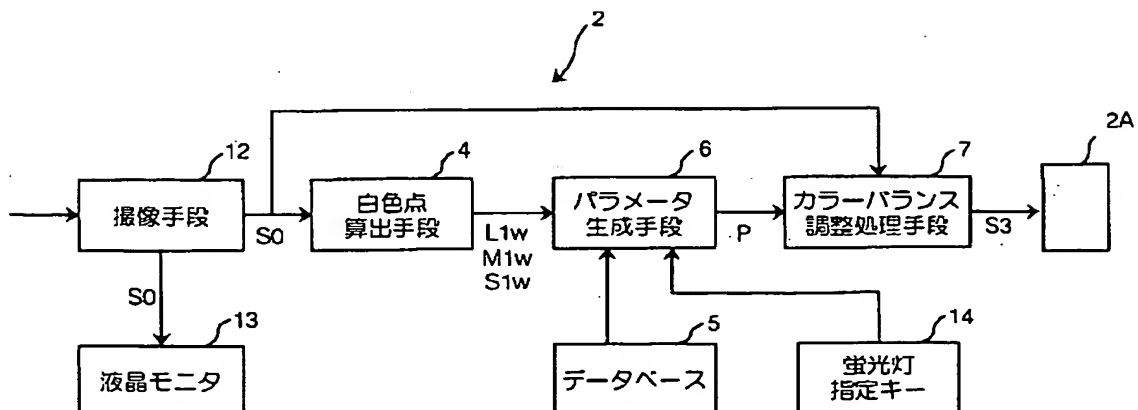 2
12
撮像手段
S0
4
白色点
算出手段
L1w
M1w
S1w
6
パラメータ
生成手段
P
7
カラーバランス
調整処理手段
S3
2A
S0
13
液晶モニタ
5
データベース
14
蛍光灯
指定キー